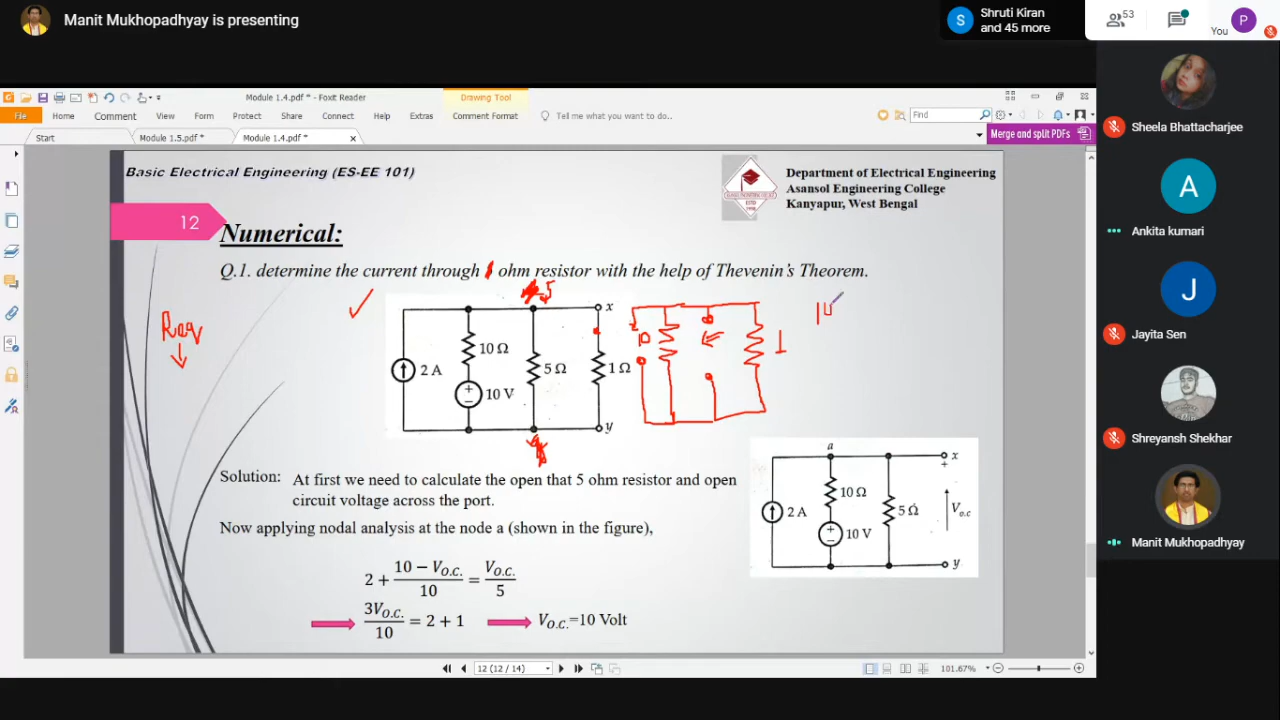 Manit Mukhopadhyay is presenting
S
Shruti Kiran
and 45 more
53
You
P
Module 1.4.pdf * - Foxit Reader
Drawing Tool
File
Home
Comment
View
Form
Protect
Share
Connect
Help
Extras
Comment Format
Tell me what you want to do..
Find
Start
Module 1.5.pdf *
Module 1.4.pdf *
Merge and split PDFs
Basic Electrical Engineering (ES-EE 101)
Department of Electrical Engineering
Asansol Engineering College
Kanyapur, West Bengal
12
Numerical:
Q.1. determine the current through 1 ohm resistor with the help of Thevenin's Theorem.
5
Req
x
10 Ω
2 A
5 Ω
1 Ω
10 V
y
10
1
10
Solution:
At first we need to calculate the open that 5 ohm resistor and open
circuit voltage across the port.
Now applying nodal analysis at the node a (shown in the figure),
2 + (10 − V_O.C.)/10 = V_O.C./5
3V_O.C./10 = 2 + 1
V_O.C.=10 Volt
a
x
+
10 Ω
2 A
5 Ω
V_o.c
10 V
y
12 (12 / 14)
101.67%
Sheela Bhattacharjee
A
Ankita kumari
J
Jayita Sen
Shreyansh Shekhar
Manit Mukhopadhyay